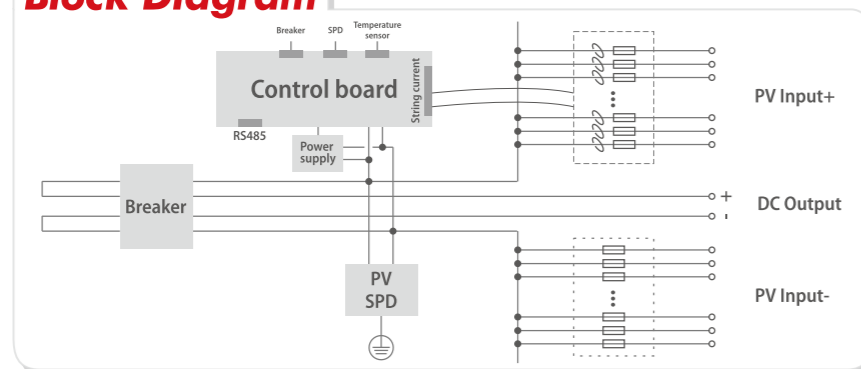 Block Diagram
Breaker
SPD
Temperature
sensor
Control board
String current
RS485
Power
supply
PV Input+
Breaker
+
DC Output
-
PV
SPD
PV Input-